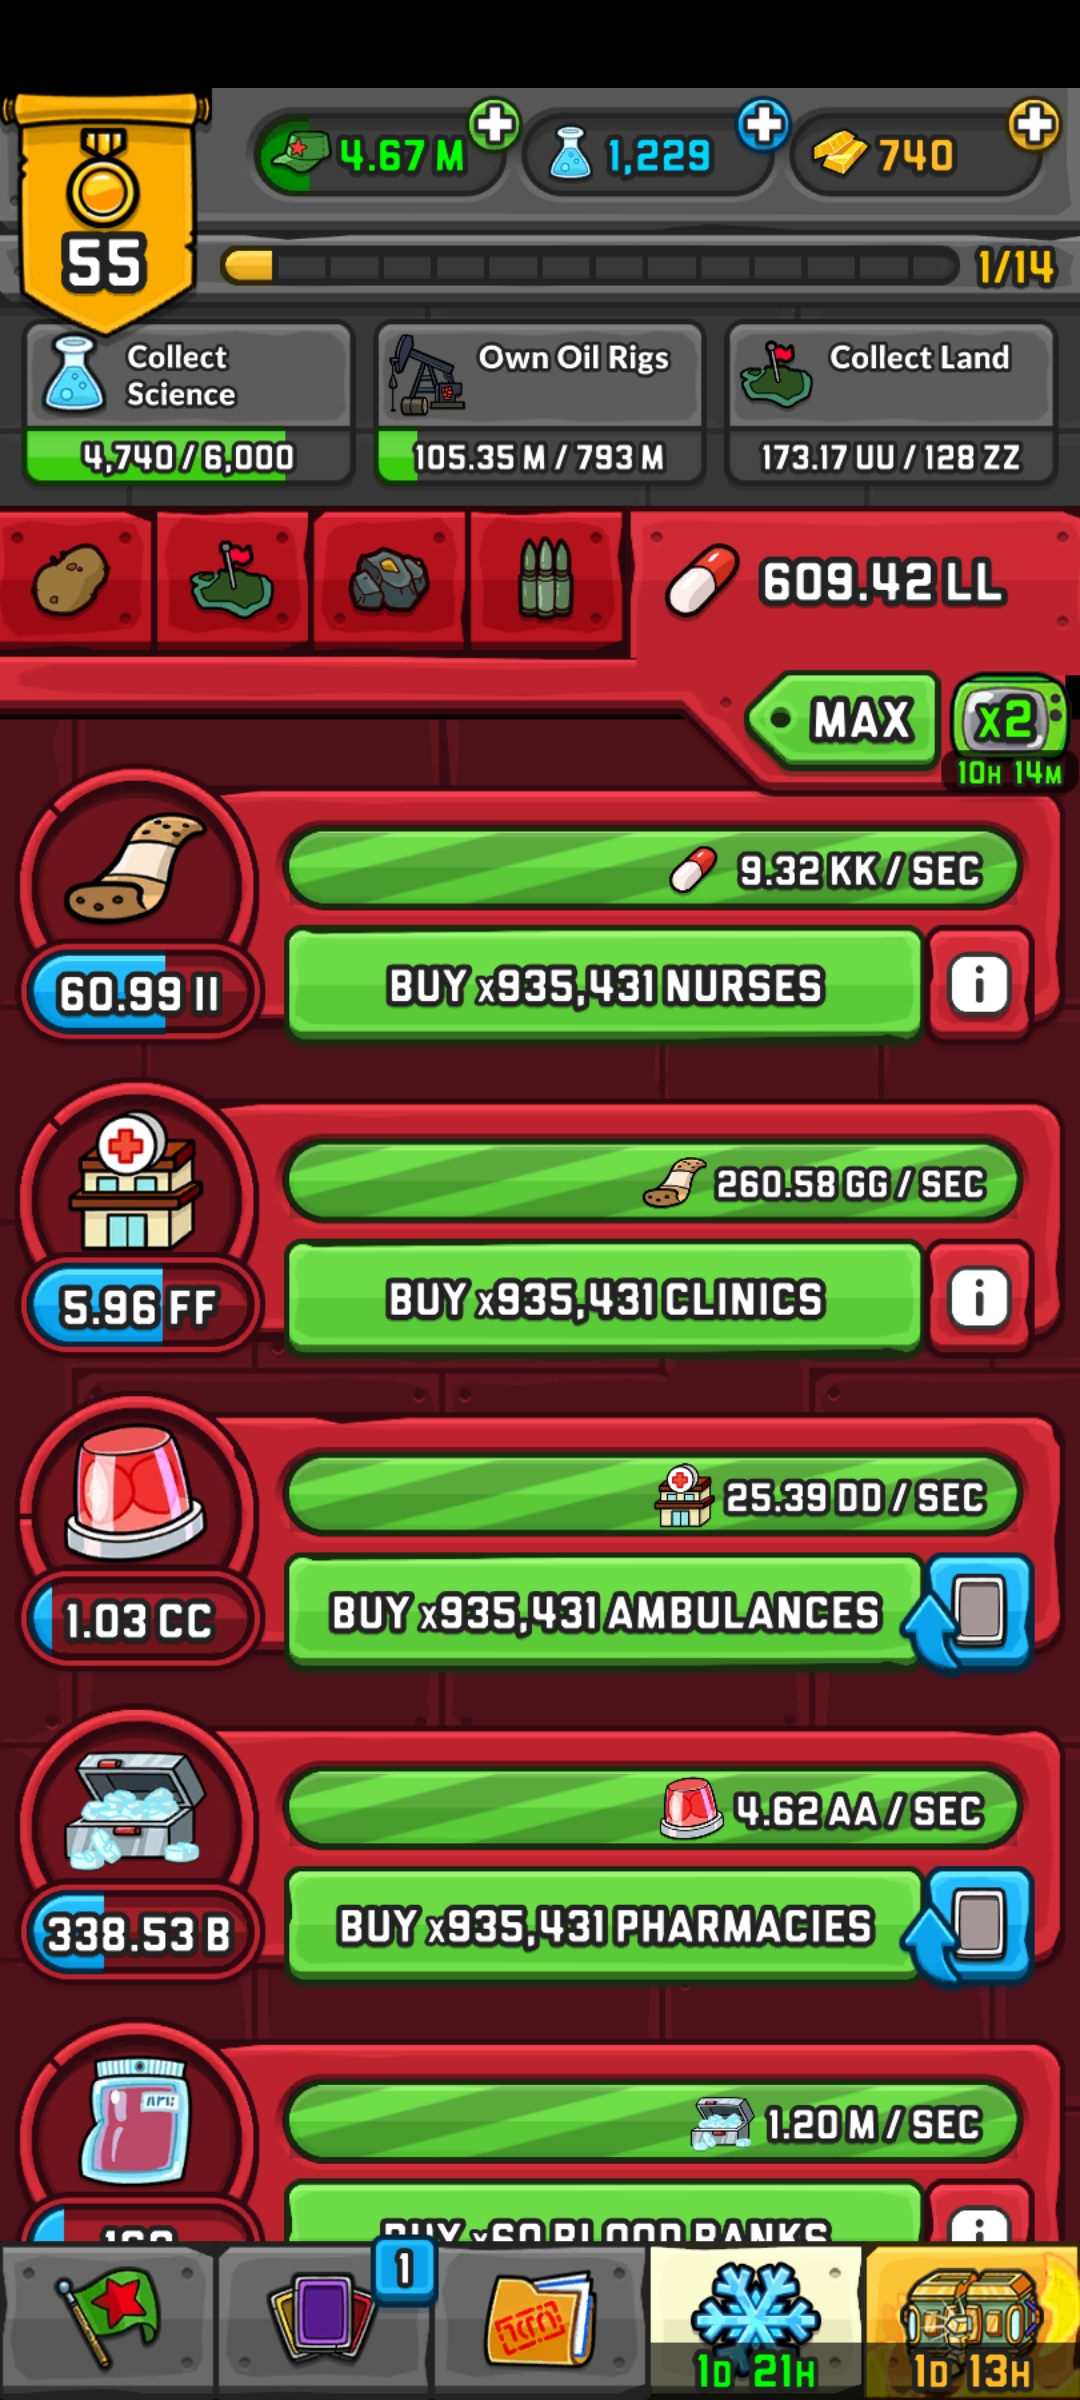 4.67 M
1,229
740
55
1/14
Collect
Science
4,740 / 6,000
Own Oil Rigs
105.35 M / 793 M
Collect Land
173.17 UU / 128 ZZ
609.42 LL
MAX
x2
10H 14M
9.32 KK / SEC
60.99 II
BUY x935,431 NURSES
260.58 GG / SEC
5.96 FF
BUY x935,431 CLINICS
25.39 DD / SEC
1.03 CC
BUY x935,431 AMBULANCES
4.62 AA / SEC
338.53 B
BUY x935,431 PHARMACIES
1.20 M / SEC
BUY x60 BLOOD BANKS
1
1D 21H
1D 13H